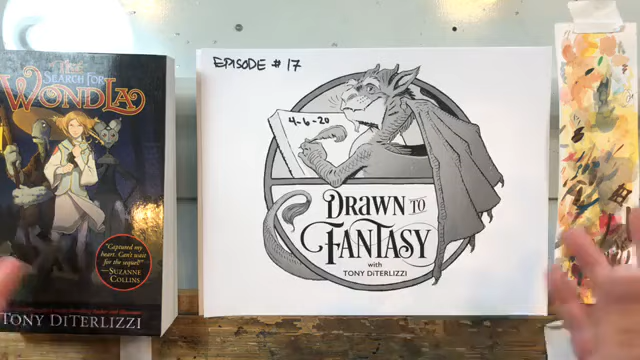 The
SEARCH FOR
WONDLA
"Captured my
heart. Can't wait
for the sequel!"
—SUZANNE
COLLINS
TONY DITERLIZZI
EPISODE #17
4-6-20
DRAWN TO
FANTASY
with
TONY DITERLIZZI